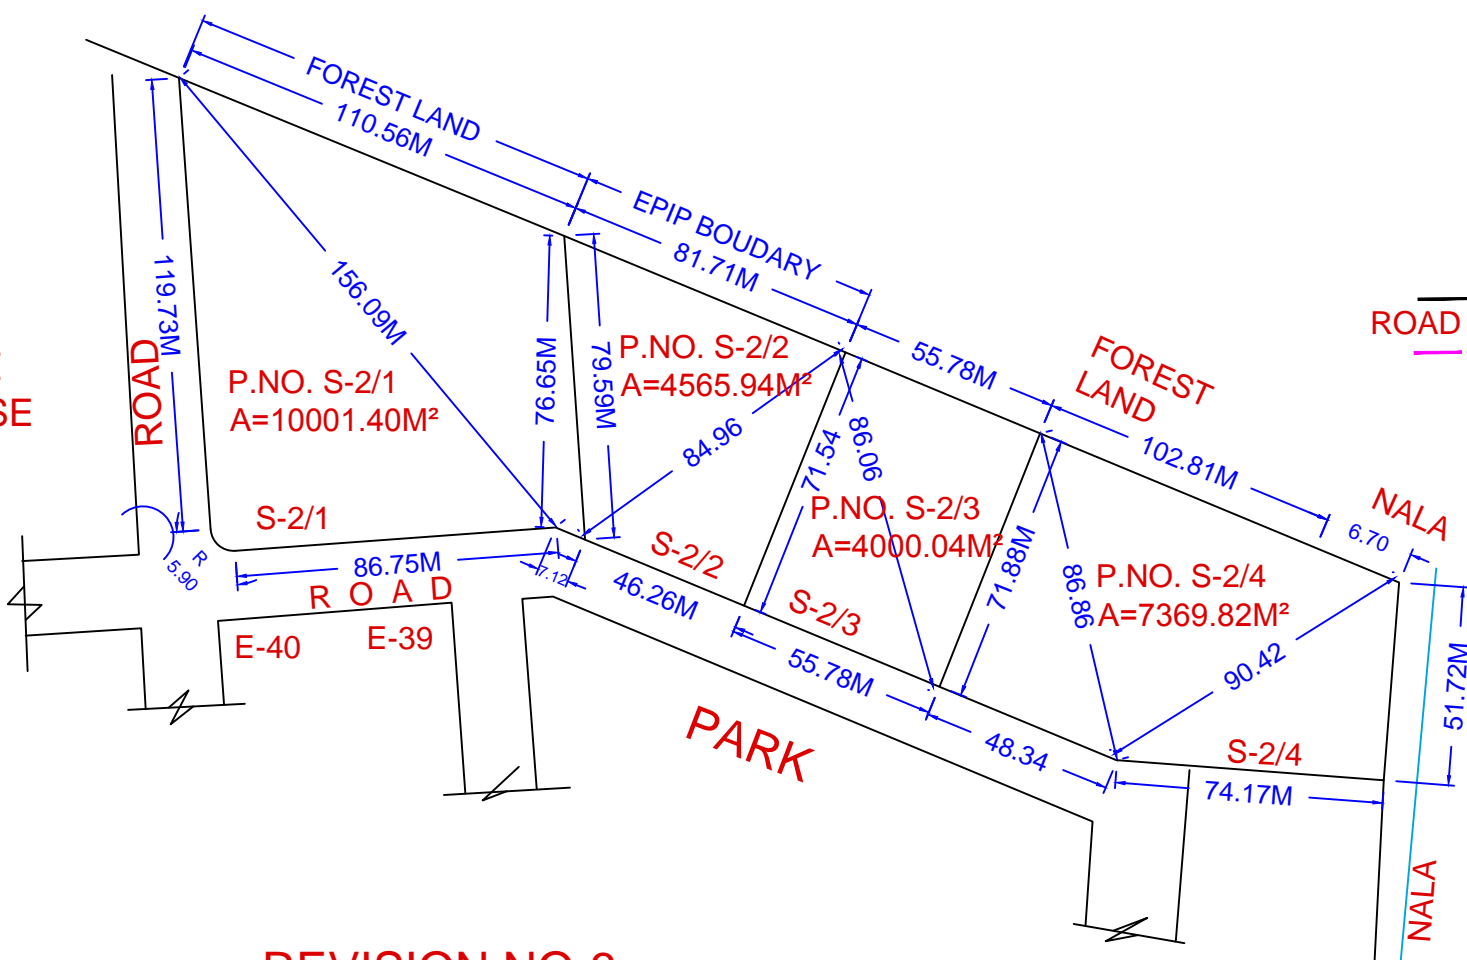 FOREST LAND
110.56M
EPIP BOUDARY
81.71M
119.73M
156.09M
ROAD
P.NO. S-2/1
A=10001.40M²
76.65M
79.59M
P.NO. S-2/2
A=4565.94M²
84.96
55.78M
FOREST
LAND
ROAD
SE
71.54
86.06
102.81M
NALA
6.70
S-2/1
P.NO. S-2/3
A=4000.04M²
R
5.90
86.75M
7.12
S-2/2
46.26M
71.88M
86.86
P.NO. S-2/4
A=7369.82M²
ROAD
E-40
E-39
S-2/3
55.78M
90.42
51.72M
PARK
48.34
S-2/4
74.17M
NALA